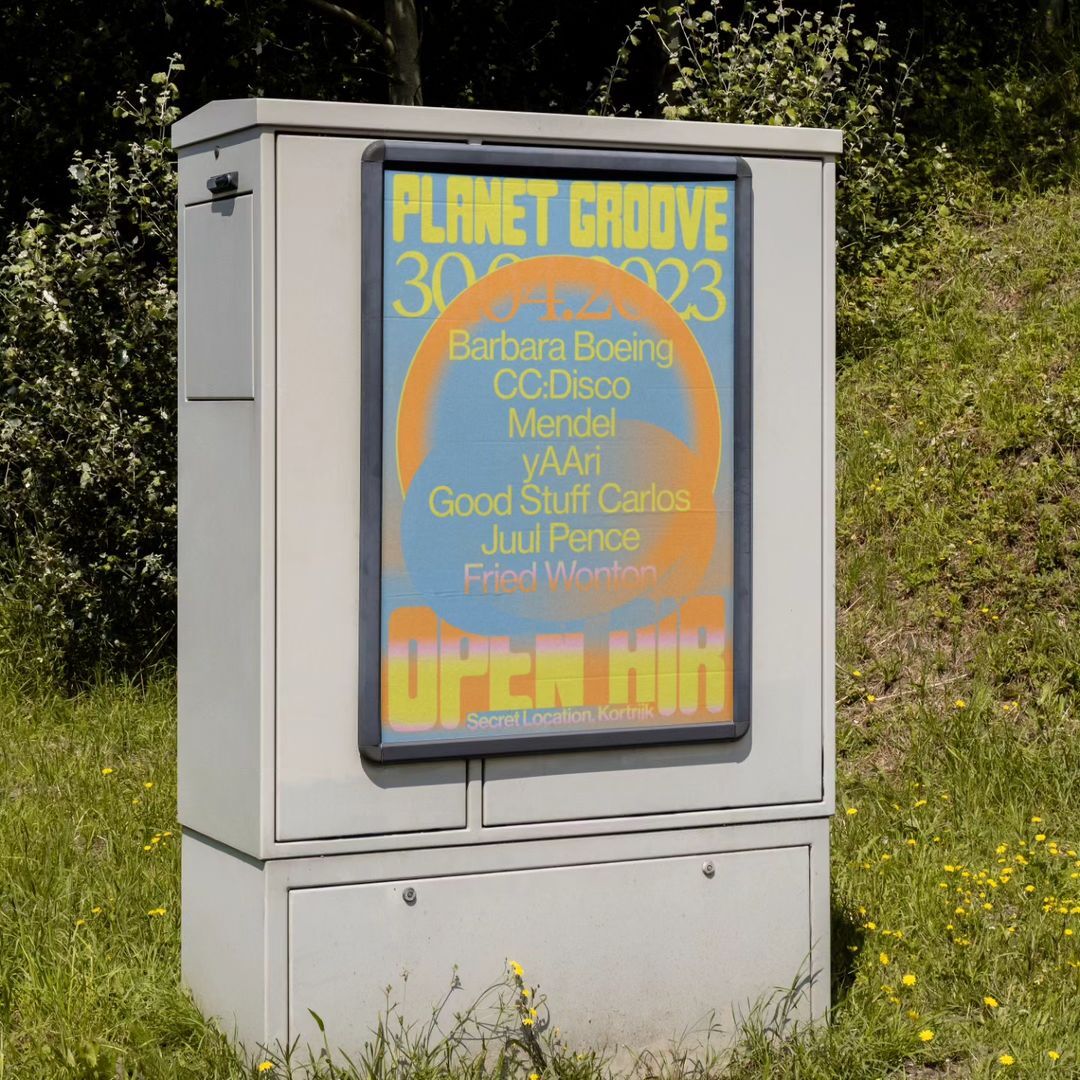 PLANET GROOVE
30.04.2023
Barbara Boeing
CC:Disco
Mendel
yAAri
Good Stuff Carlos
Juul Pence
Fried Wonton
OPEN AIR
Secret Location, Kortrijk